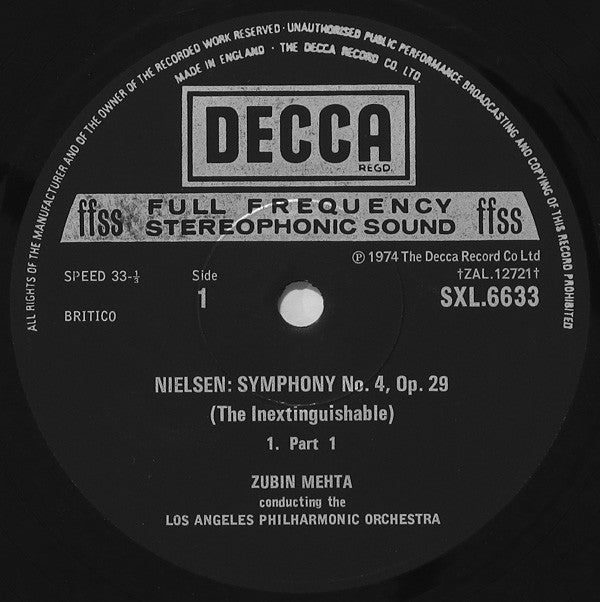 ALL RIGHTS OF THE MANUFACTURER AND OF THE OWNER OF THE RECORDED WORK RESERVED · UNAUTHORISED PUBLIC PERFORMANCE BROADCASTING AND COPYING OF THIS RECORD PROHIBITED
MADE IN ENGLAND · THE DECCA RECORD CO. LTD.
DECCA
REGD.
ffss FULL FREQUENCY ffss
STEREOPHONIC SOUND
℗ 1974 The Decca Record Co Ltd
SPEED 33-⅓ Side †ZAL.12721†
1 SXL.6633
BRITICO
NIELSEN: SYMPHONY No. 4, Op. 29
(The Inextinguishable)
1. Part 1
ZUBIN MEHTA
conducting the
LOS ANGELES PHILHARMONIC ORCHESTRA